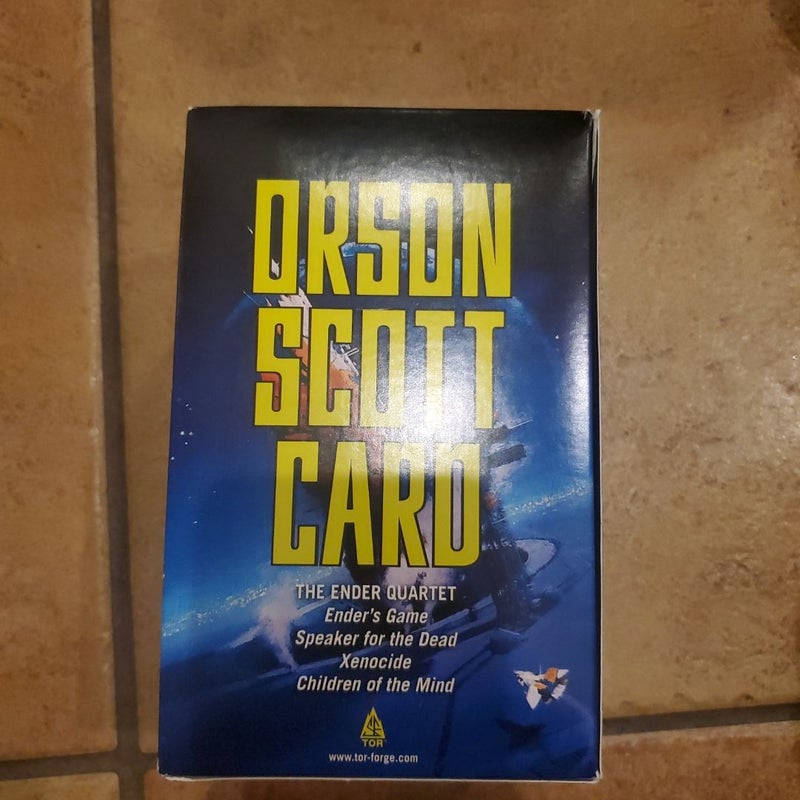 ORSON
SCOTT
CARD
THE ENDER QUARTET
Ender's Game
Speaker for the Dead
Xenocide
Children of the Mind
TOR
www.tor-forge.com